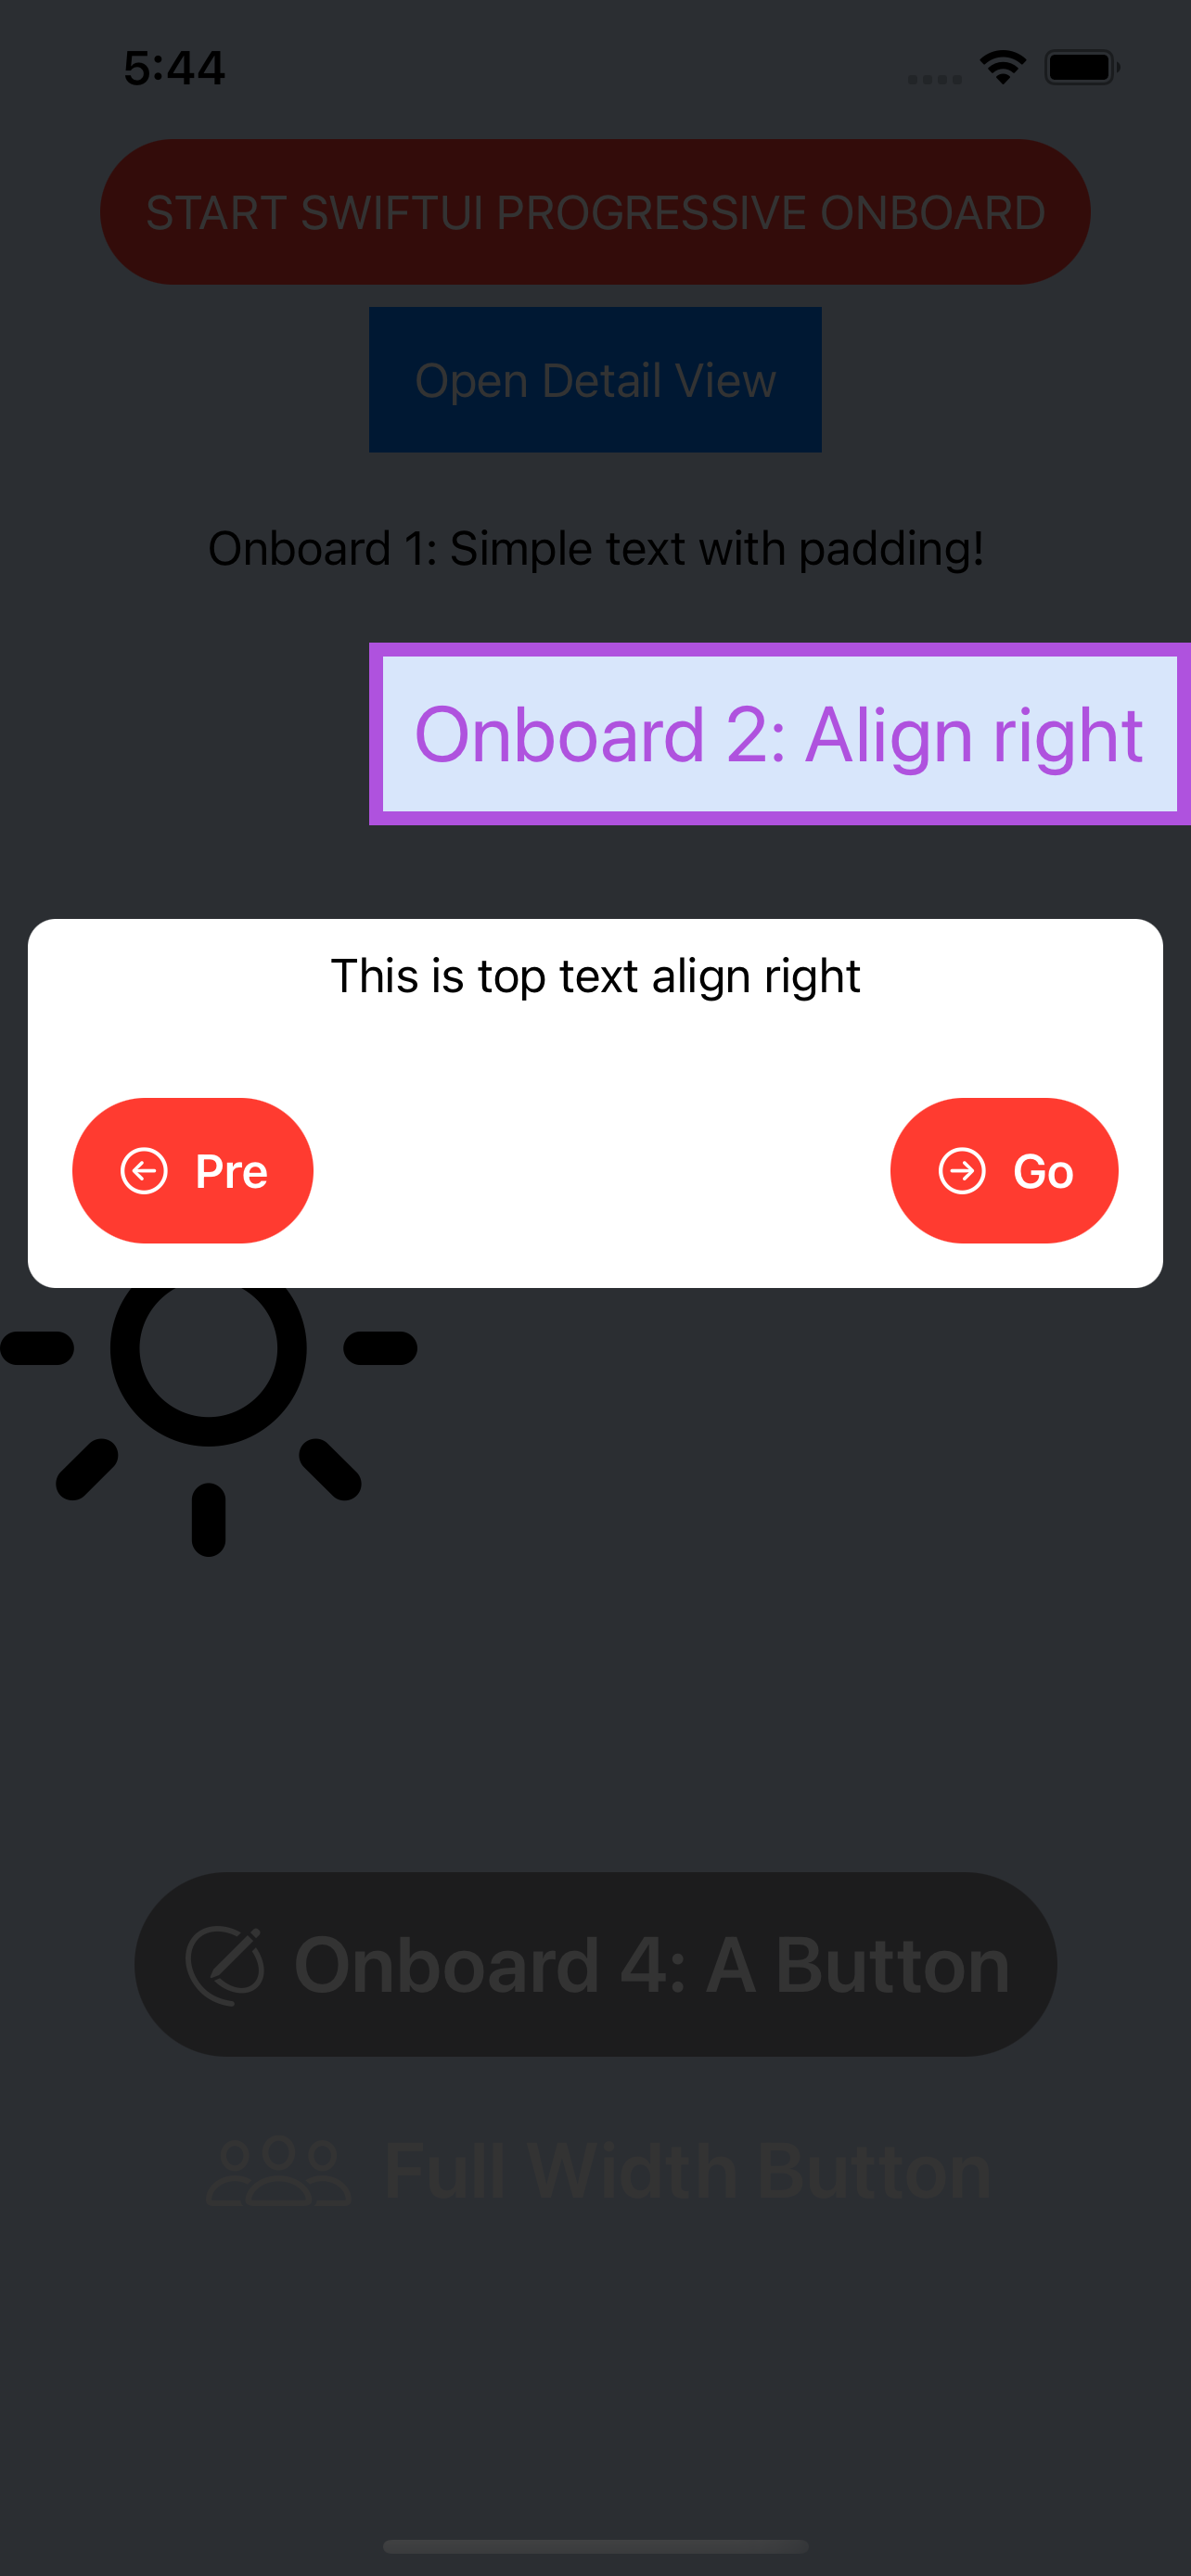 5:44
START SWIFTUI PROGRESSIVE ONBOARD
Open Detail View
Onboard 1: Simple text with padding!
Onboard 2: Align right
This is top text align right
Pre
Go
Onboard 4: A Button
Full Width Button